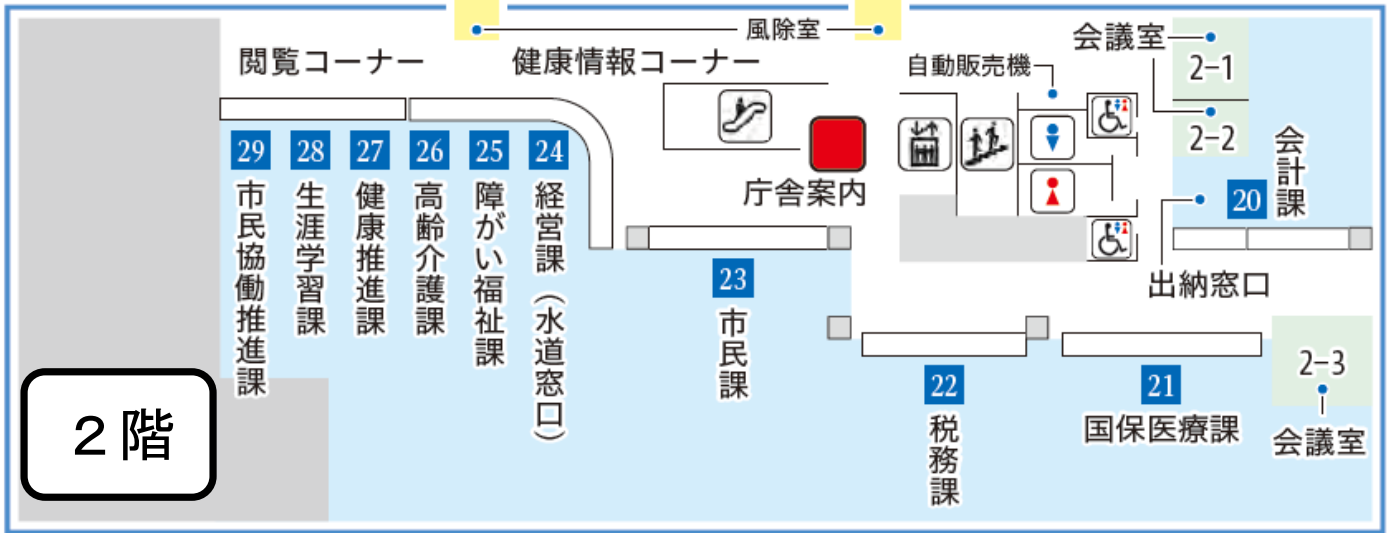 風除室
会議室
閲覧コーナー
健康情報コーナー
自動販売機
2-1
2-2
29
市民協働推進課
28
生涯学習課
27
健康推進課
26
高齢介護課
25
障がい福祉課
24
経営課（水道窓口）
庁舎案内
20
会計課
出納窓口
23
市民課
22
税務課
21
国保医療課
2-3
会議室
２階